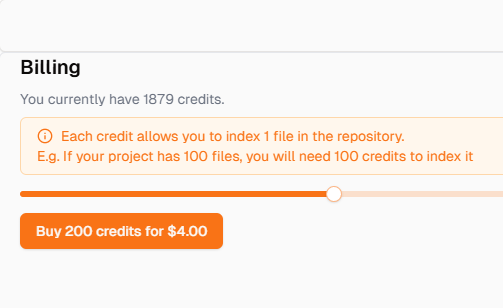 Billing
You currently have 1879 credits.
Each credit allows you to index 1 file in the repository.
E.g. If your project has 100 files, you will need 100 credits to index it
Buy 200 credits for $4.00